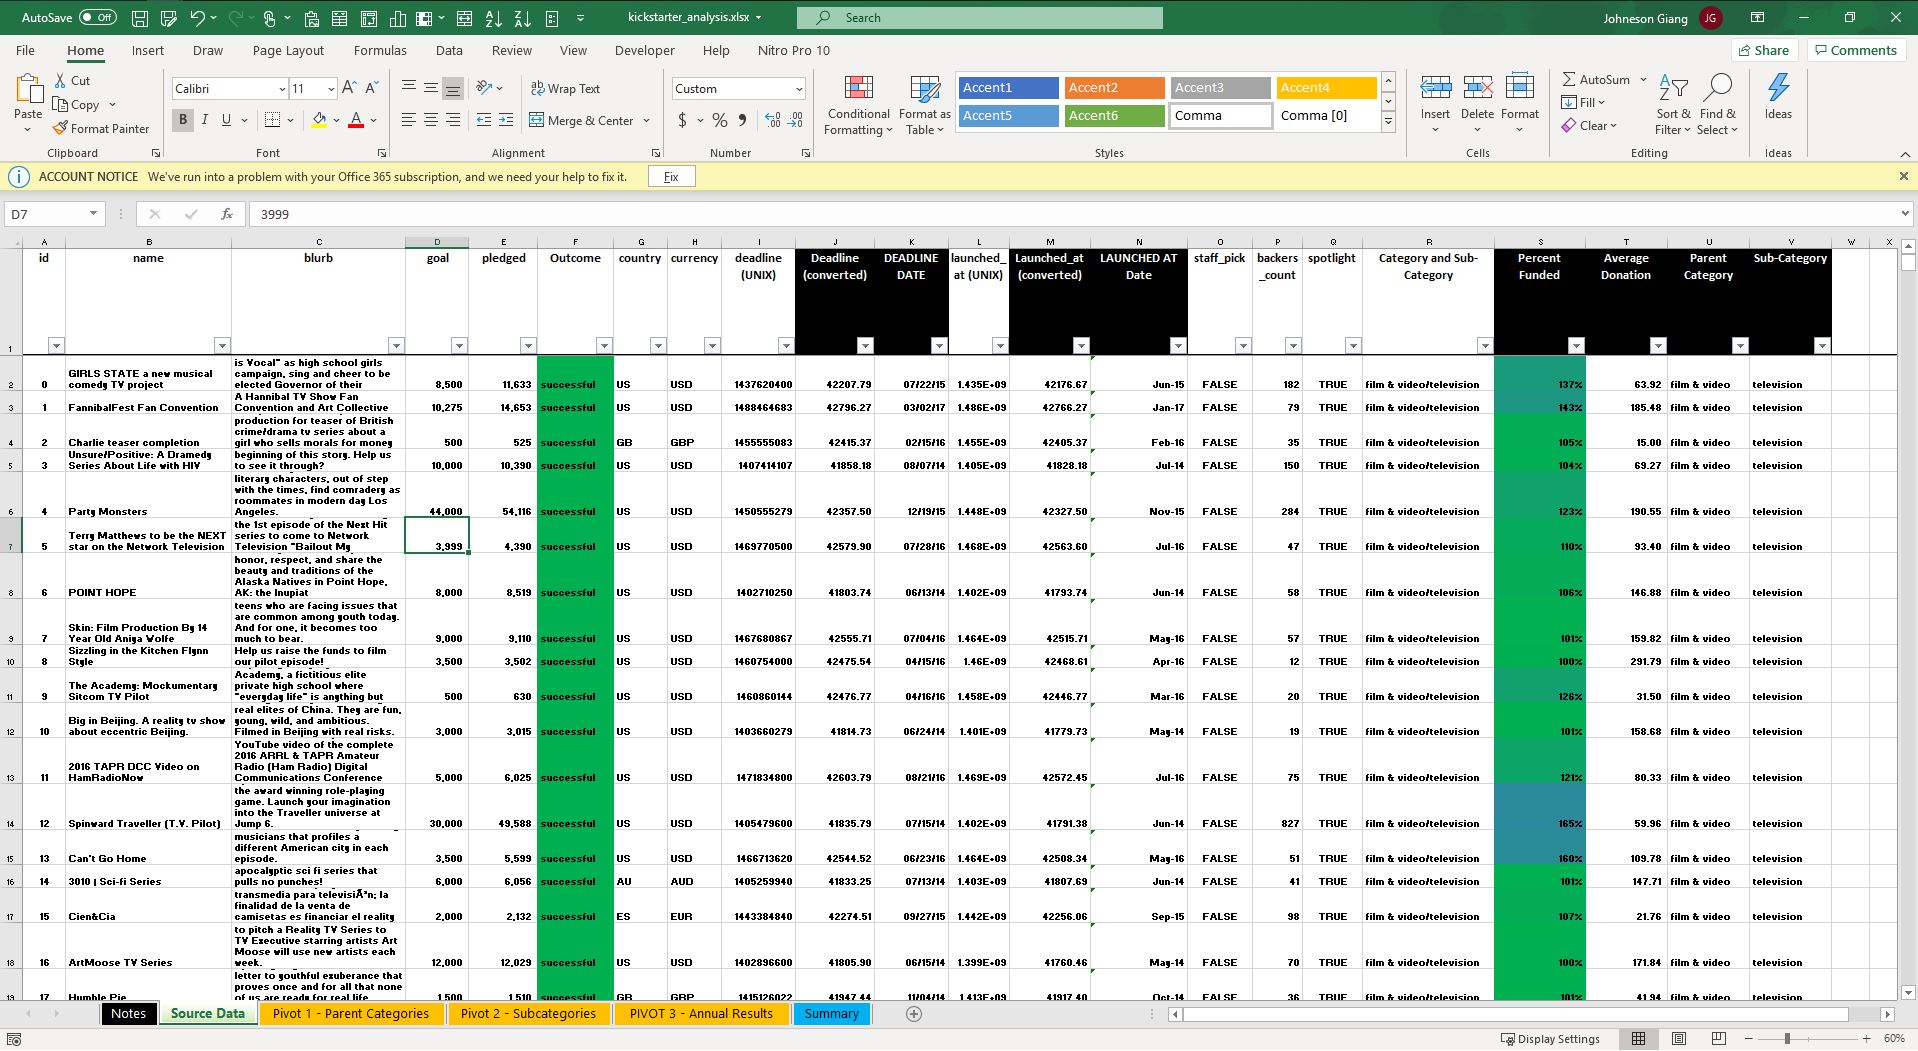 AutoSave Off kickstarter_analysis.xlsx Search Johneson Giang JG
File Home Insert Draw Page Layout Formulas Data Review View Developer Help Nitro Pro 10 Share Comments
Paste Cut Copy Format Painter Clipboard
Calibri 11 B I U Font
Wrap Text Merge & Center Alignment
Custom $ % Number
Conditional Formatting Format as Table
Accent1 Accent2 Accent3 Accent4
Accent5 Accent6 Comma Comma [0]
Styles
Insert Delete Format Cells
AutoSum Fill Clear Sort & Filter Find & Select Editing
Ideas Ideas
ACCOUNT NOTICE We've run into a problem with your Office 365 subscription, and we need your help to fix it. Fix
D7 fx 3999
A B C D E F G H I J K L M N O P Q R S T U V W X
1 id name blurb goal pledged Outcome country currency deadline (UNIX) Deadline (converted) DEADLINE DATE launched_at (UNIX) Launched_at (converted) LAUNCHED AT Date staff_pick backers_count spotlight Category and Sub-Category Percent Funded Average Donation Parent Category Sub-Category
2 0 GIRLS STATE a new musical comedy TV project is Vocal" as high school girls campaign, sing and cheer to be elected Governor of their 8,500 11,633 successful US USD 1437620400 42207.79 07/22/15 1.435E+09 42176.67 Jun-15 FALSE 182 TRUE film & video/television 137% 63.92 film & video television
3 1 FannibalFest Fan Convention A Hannibal TV Show Fan Convention and Art Collective 10,275 14,653 successful US USD 1488464683 42796.27 03/02/17 1.486E+09 42766.27 Jan-17 FALSE 79 TRUE film & video/television 143% 185.48 film & video television
4 2 Charlie teaser completion production for teaser of British crime/drama tv series about a girl who sells morals for money 500 525 successful GB GBP 1455555083 42415.37 02/15/16 1.455E+09 42405.37 Feb-16 FALSE 35 TRUE film & video/television 105% 15.00 film & video television
5 3 Unsure/Positive: A Dramedy Series About Life with HIV beginning of this story. Help us to see it through? 10,000 10,390 successful US USD 1407414107 41858.18 08/07/14 1.405E+09 41828.18 Jul-14 FALSE 150 TRUE film & video/television 104% 69.27 film & video television
6 4 Party Monsters literary characters, out of step with the times, find comradery as roommates in modern day Los Angeles. 44,000 54,116 successful US USD 1450555279 42357.50 12/19/15 1.448E+09 42327.50 Nov-15 FALSE 284 TRUE film & video/television 123% 190.55 film & video television
7 5 Terry Matthews to be the NEXT star on the Network Television the 1st episode of the Next Hit series to come to Network Television "Bailout My 3,999 4,390 successful US USD 1469770500 42579.90 07/28/16 1.468E+09 42563.60 Jul-16 FALSE 47 TRUE film & video/television 110% 93.40 film & video television
8 6 POINT HOPE honor, respect, and share the beauty and traditions of the Alaska Natives in Point Hope, AK: the Inupiat 8,000 8,519 successful US USD 1402710250 41803.74 06/13/14 1.402E+09 41793.74 Jun-14 FALSE 58 TRUE film & video/television 106% 146.88 film & video television
9 7 Skin: Film Production By 14 Year Old Aniya Wolfe teens who are facing issues that are common among youth today. And for one, it becomes too much to bear. 9,000 9,110 successful US USD 1467680867 42555.71 07/04/16 1.464E+09 42515.71 May-16 FALSE 57 TRUE film & video/television 101% 159.82 film & video television
10 8 Sizzling in the Kitchen Flynn Style Help us raise the funds to film our pilot episode! 3,500 3,502 successful US USD 1460754000 42475.54 04/15/16 1.46E+09 42468.61 Apr-16 FALSE 12 TRUE film & video/television 100% 291.79 film & video television
11 9 The Academy: Mockumentary Sitcom TV Pilot Academy, a fictitious elite private high school where "everyday life" is anything but 500 630 successful US USD 1460860144 42476.77 04/16/16 1.458E+09 42446.77 Mar-16 FALSE 20 TRUE film & video/television 126% 31.50 film & video television
12 10 Big in Beijing. A reality tv show about eccentric Beijing. real elites of China. They are fun, young, wild, and ambitious. Filmed in Beijing with real risks. 3,000 3,015 successful US USD 1403660279 41814.73 06/24/14 1.401E+09 41779.73 May-14 FALSE 19 TRUE film & video/television 101% 158.68 film & video television
13 11 2016 TAPR DCC Video on HamRadioNow YouTube video of the complete 2016 ARRL & TAPR Amateur Radio (Ham Radio) Digital Communications Conference 5,000 6,025 successful US USD 1471834800 42603.79 08/21/16 1.469E+09 42572.45 Jul-16 FALSE 75 TRUE film & video/television 121% 80.33 film & video television
14 12 Spinward Traveller (T.V. Pilot) the award winning role-playing game. Launch your imagination into the Traveller universe at Jump 6. 30,000 49,588 successful US USD 1405479600 41835.79 07/15/14 1.402E+09 41791.38 Jun-14 FALSE 827 TRUE film & video/television 165% 59.96 film & video television
15 13 Can't Go Home musicians that profiles a different American city in each episode. 3,500 5,599 successful US USD 1466713620 42544.52 06/23/16 1.464E+09 42508.34 May-16 FALSE 51 TRUE film & video/television 160% 109.78 film & video television
16 14 3010 | Sci-fi Series apocalyptic sci fi series that pulls no punches! 6,000 6,056 successful AU AUD 1405259940 41833.25 07/13/14 1.403E+09 41807.69 Jun-14 FALSE 41 TRUE film & video/television 101% 147.71 film & video television
17 15 Cien&Cia transmedia para televisiÃ³n; la finalidad de la venta de camisetas es financiar el reality 2,000 2,132 successful ES EUR 1443384840 42274.51 09/27/15 1.442E+09 42256.06 Sep-15 FALSE 98 TRUE film & video/television 107% 21.76 film & video television
18 16 ArtMoose TV Series to pitch a Reality TV Series to TV Executive starring artists Art Moose will use new artists each week. 12,000 12,029 successful US USD 1402896600 41805.90 06/15/14 1.399E+09 41760.46 May-14 FALSE 70 TRUE film & video/television 100% 171.84 film & video television
19 17 Humble Pie letter to youthful exuberance that proves once and for all that none of us are ready for real life 1,500 1,510 successful GB GBP 1415126022 41947.44 11/04/14 1.413E+09 41917.40 Oct-14 FALSE 36 TRUE film & video/television 101% 41.94 film & video television
Notes Source Data Pivot 1 - Parent Categories Pivot 2 - Subcategories PIVOT 3 - Annual Results Summary
Display Settings 60%